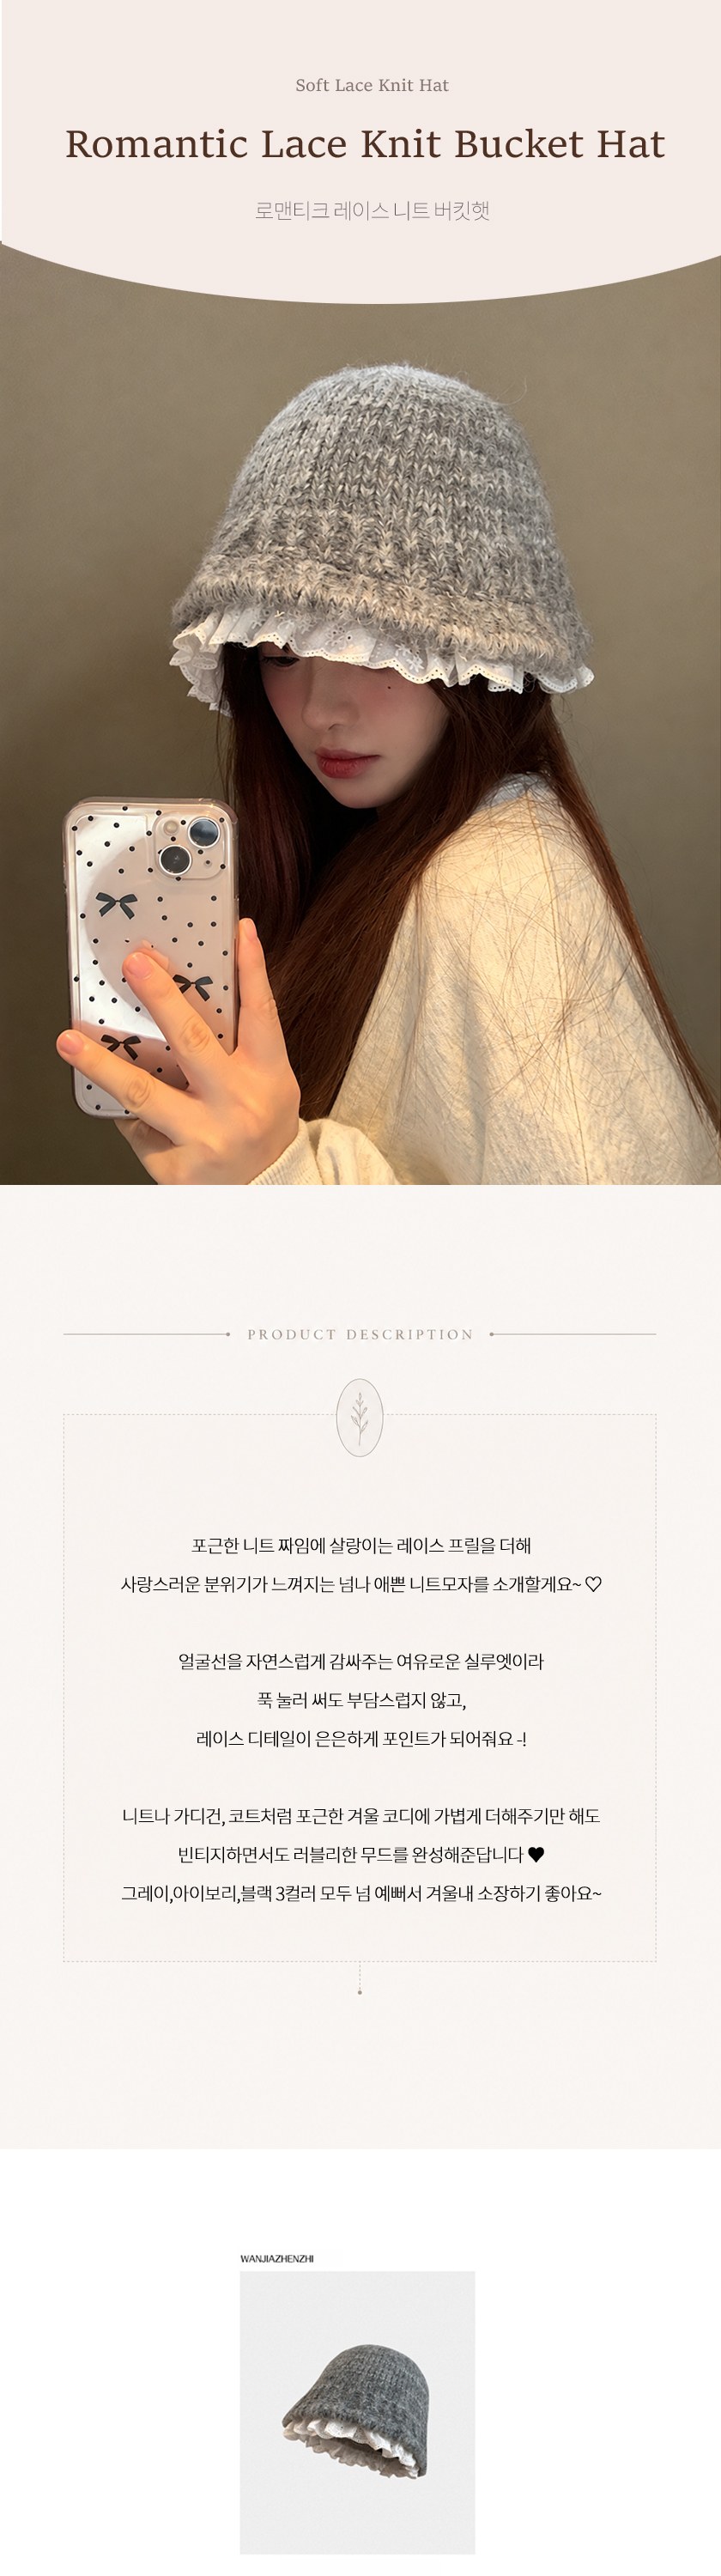 Soft Lace Knit Hat
Romantic Lace Knit Bucket Hat
로맨티크 레이스 니트 버킷햇
PRODUCT DESCRIPTION
포근한 니트 짜임에 살랑이는 레이스 프릴을 더해
사랑스러운 분위기가 느껴지는 넘나 애쁜 니트모자를 소개할게요~ ♡
얼굴선을 자연스럽게 감싸주는 여유로운 실루엣이라
푹 눌러 써도 부담스럽지 않고,
레이스 디테일이 은은하게 포인트가 되어줘요 -!
니트나 가디건, 코트처럼 포근한 겨울 코디에 가볍게 더해주기만 해도
빈티지하면서도 러블리한 무드를 완성해준답니다 ♥
그레이,아이보리,블랙 3컬러 모두 넘 예뻐서 겨울내 소장하기 좋아요~
WANJIAZHENZHI